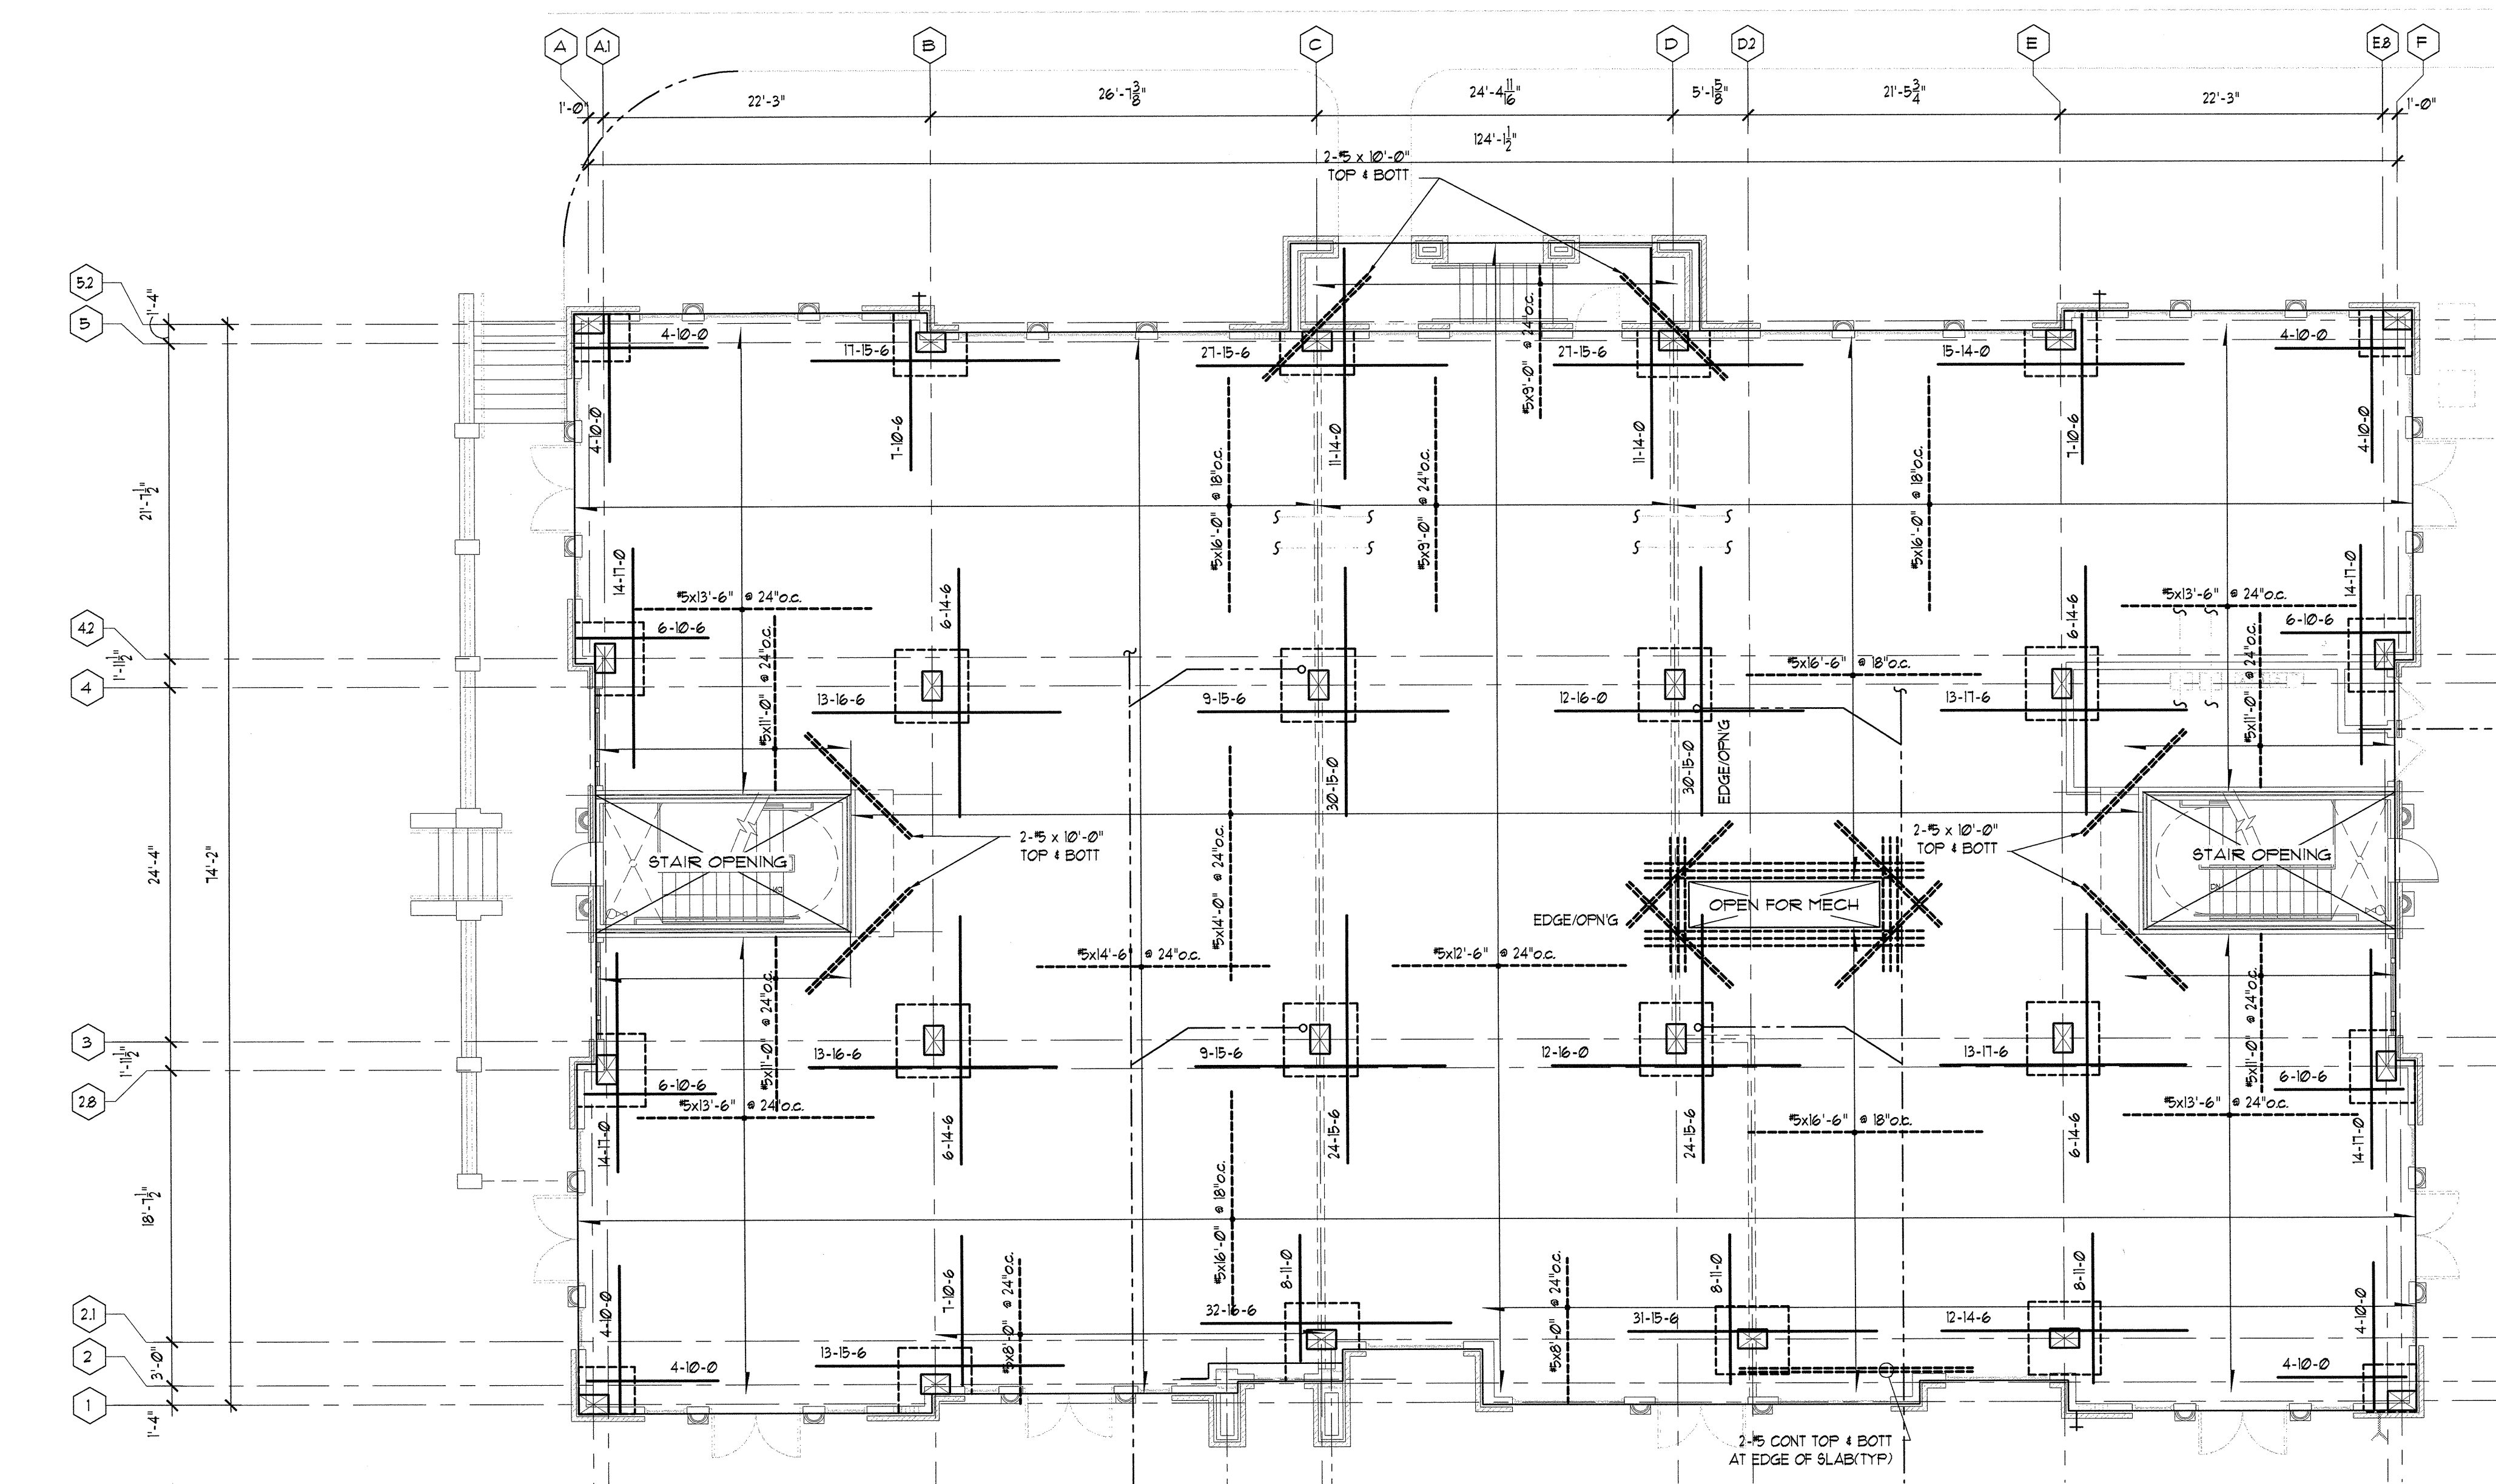 A A.1 B C D D.2 E E.8 F
1'-0" 22'-3" 26'-7 3/8" 24'-4 11/16" 5'-1 5/8" 21'-5 3/4" 22'-3" 1'-0"
124'-1 1/2"
2-#5 x 10'-0"
TOP & BOTT
5.2
5
4.2
4
3
2.8
2.1
2
1
1'-4"
21'-7 1/2"
1'-11 1/2"
24'-4"
74'-2"
1'-11 1/2"
18'-7 1/2"
3'-0"
1'-4"
4-10-0
17-15-6
27-15-6
27-15-6
15-14-0
4-10-0
4-10-0
7-10-6
11-14-0
#5x9'-0" @ 24"o.c.
11-14-0
7-10-6
4-10-0
#5x16'-0" @ 18"o.c.
#5x9'-0" @ 24"o.c.
#5x16'-0" @ 18"o.c.
14-17-0
#5x13'-6" @ 24"o.c.
6-10-6
6-14-6
6-14-6
#5x13'-6" @ 24"o.c.
14-17-0
6-10-6
#5x11'-0" @ 24"o.c.
13-16-6
9-15-6
12-16-0
#5x16'-6" @ 18"o.c.
13-17-6
#5x11'-0" @ 24"o.c.
30-15-0
30-15-0
EDGE/OPN'G
STAIR OPENING
2-#5 x 10'-0"
TOP & BOTT
#5x14'-0" @ 24"o.c.
EDGE/OPN'G
OPEN FOR MECH
2-#5 x 10'-0"
TOP & BOTT
STAIR OPENING
DN
#5x14'-6" @ 24"o.c.
#5x12'-6" @ 24"o.c.
#5x11'-0" @ 24"o.c.
#5x11'-0" @ 24"o.c.
13-16-6
9-15-6
12-16-0
13-17-6
6-10-6
#5x13'-6" @ 24"o.c.
14-17-0
6-14-6
24-15-6
24-15-6
#5x16'-6" @ 18"o.c.
6-14-6
6-10-6
#5x13'-6" @ 24"o.c.
14-17-0
#5x16'-0" @ 18"o.c.
4-10-0
7-10-6
#5x8'-0" @ 24"o.c.
8-11-0
#5x8'-0" @ 24"o.c.
8-11-0
8-11-0
4-10-0
32-16-6
31-15-6
12-14-6
4-10-0
13-15-6
4-10-0
2-#5 CONT TOP & BOTT
AT EDGE OF SLAB(TYP)